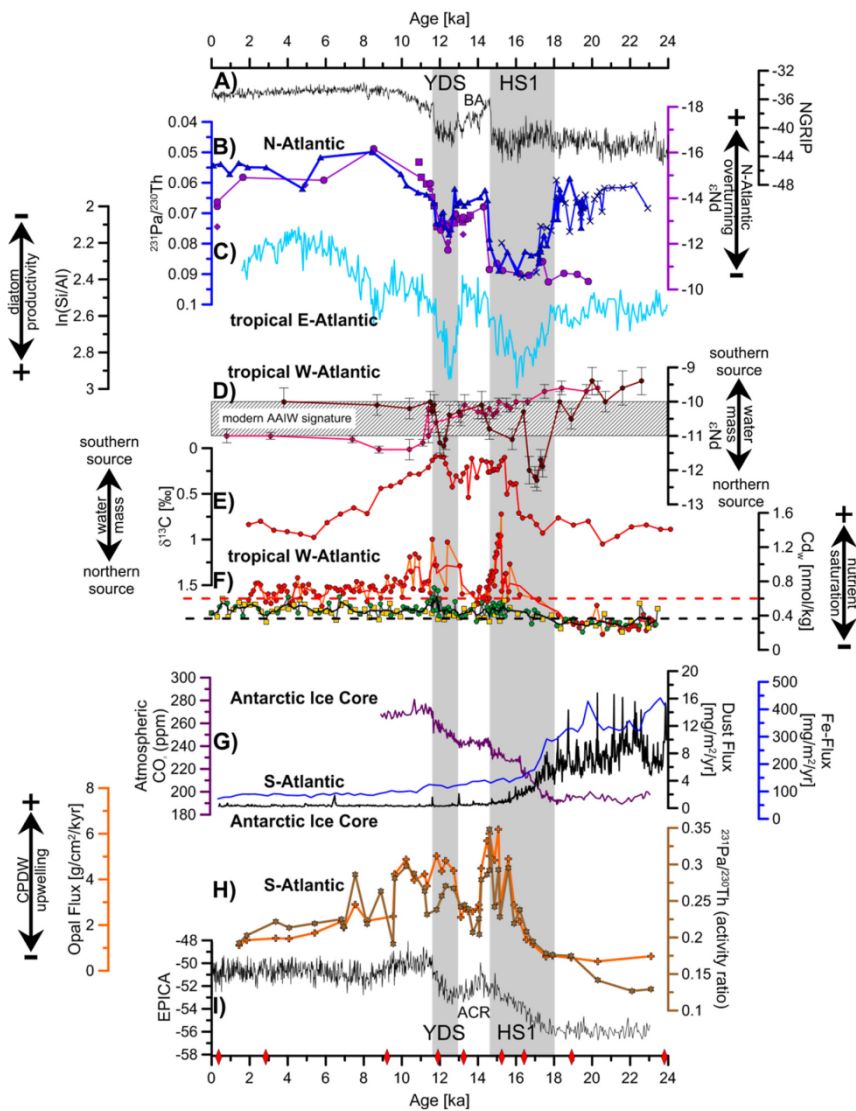 Age [ka]
0 2 4 6 8 10 12 14 16 18 20 22 24
A)
YDS
BA
HS1
-32
-36
-40
-42
-48
NGRIP
B)
N-Atlantic
0.04
0.05
0.06
0.07
0.08
0.09
0.1
231Pa/230Th
-18
-16
-14
-12
-10
εNd
+
N-Atlantic
overturning
-
C)
tropical E-Atlantic
2
2.2
2.4
2.6
2.8
3
ln(Si/Al)
-
diatom
productivity
+
tropical W-Atlantic
D)
modern AAIW signature
-9
-10
-11
-12
-13
εNd
southern
source
water
mass
northern
source
southern
source
water
mass
northern
source
0
0.5
1
1.5
δ13C [‰]
E)
tropical W-Atlantic
F)
1.6
1.2
0.8
0.4
0
Cdw [nmol/kg]
+
nutrient
saturation
-
Antarctic Ice Core
300
280
260
240
220
200
180
Atmospheric
CO2 (ppm)
G)
20
16
12
8
4
0
Dust Flux
[mg/m²/yr]
500
400
300
200
100
0
Fe-Flux
[mg/m²/yr]
S-Atlantic
Antarctic Ice Core
+
CPDW
upwelling
-
8
6
4
2
0
Opal Flux [g/cm²/kyr]
H)
S-Atlantic
0.35
0.3
0.25
0.2
0.15
0.1
231Pa/230Th
(activity ratio)
-48
-50
-52
-54
-56
-58
EPICA
I)
ACR
YDS
HS1
0 2 4 6 8 10 12 14 16 18 20 22 24
Age [ka]